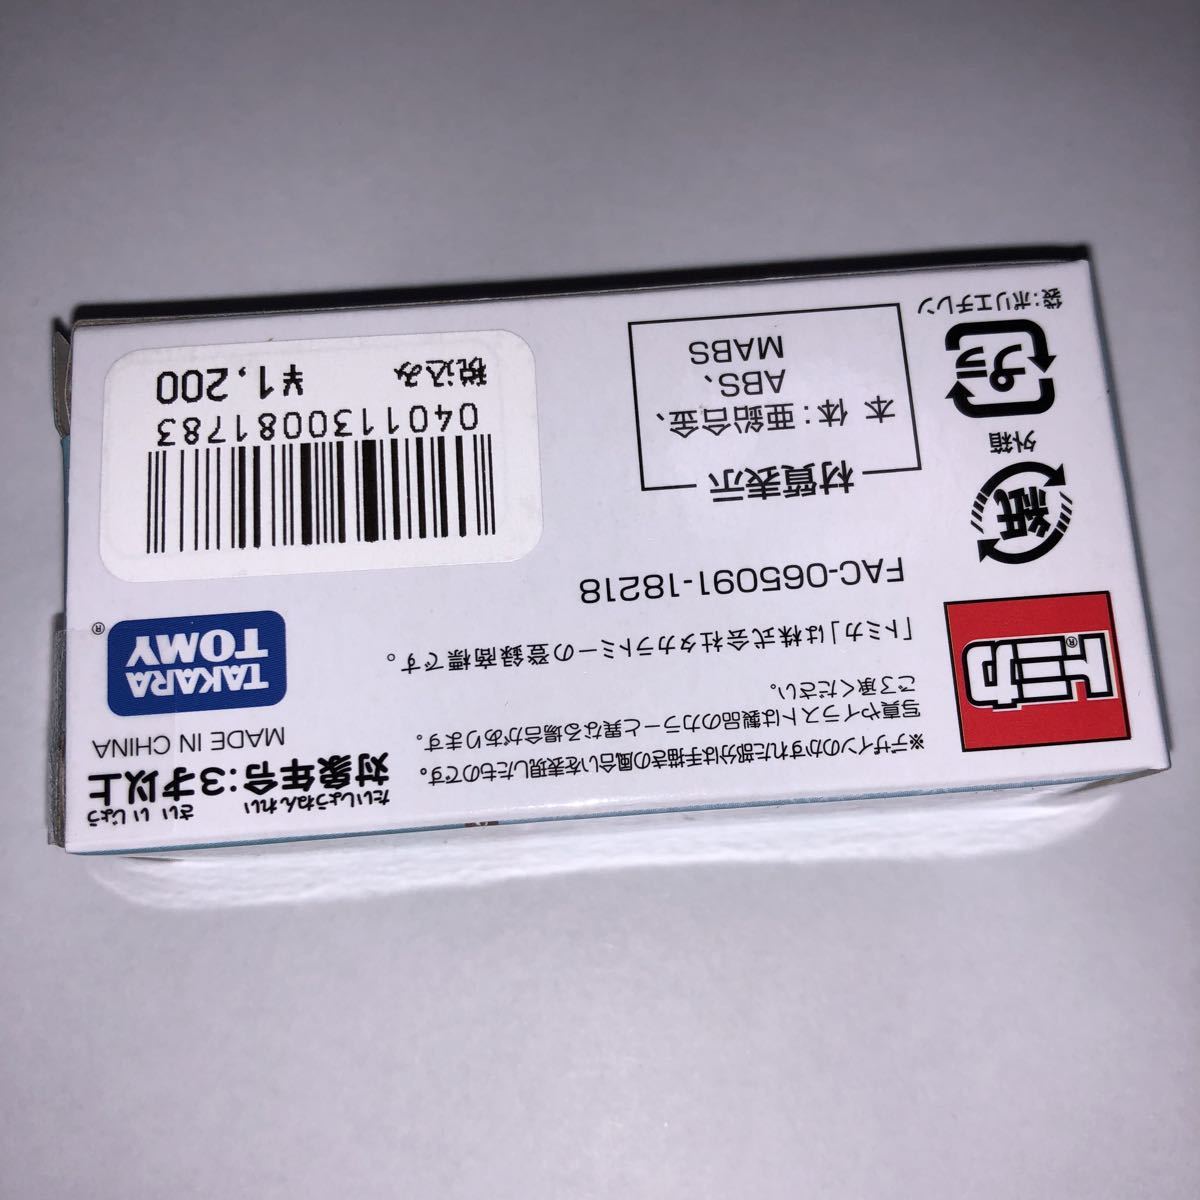 たいしょうねんれい さい いじょう
対象年令:3才以上
MADE IN CHINA
TAKARA
TOMY
®
※デザインのかすれた部分は手描きの風合いを表現したものです。
写真やイラストは製品のカラーと異なる場合があります。
ご了承ください。
「トミカ」は株式会社タカラトミーの登録商標です。
トミカ
®
FAC-065091-18218
紙
外箱
プラ
袋:ポリエチレン
材質表示
本 体:亜鉛合金、
ABS、
MABS
0401130081783
税込み ¥1,200